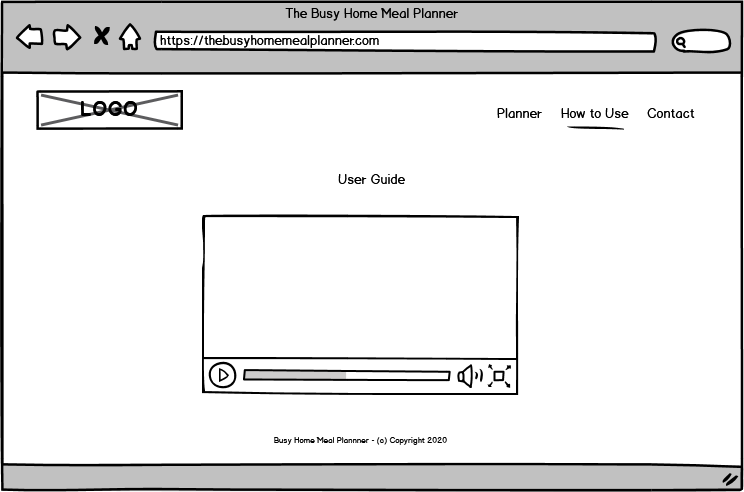 The Busy Home Meal Planner
https://thebusyhomemealplanner.com
LOGO
Planner How to Use Contact
User Guide
Busy Home Meal Plannner - (c) Copyright 2020